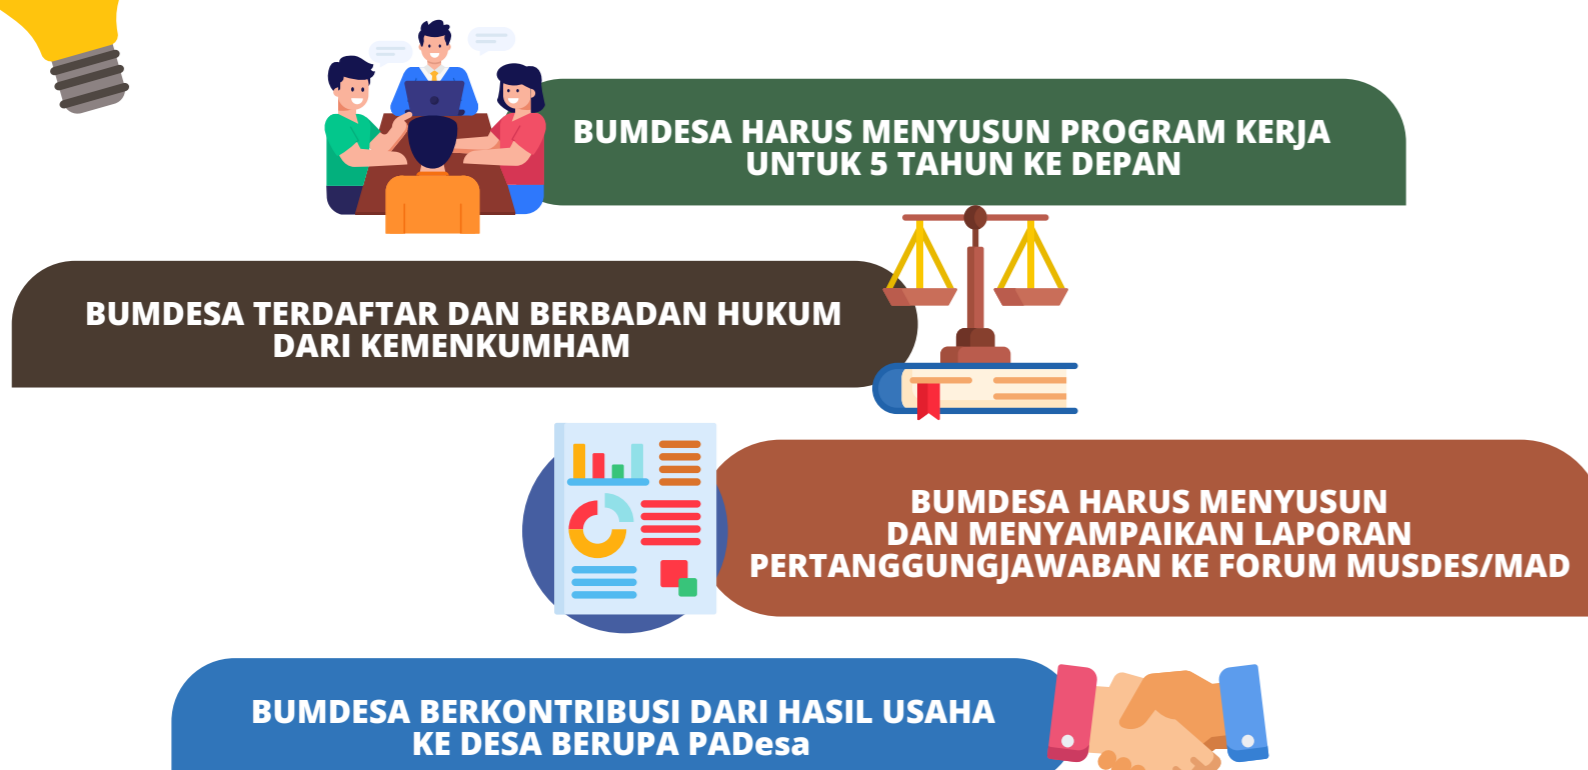 BUMDESA HARUS MENYUSUN PROGRAM KERJA
UNTUK 5 TAHUN KE DEPAN
BUMDESA TERDAFTAR DAN BERBADAN HUKUM
DARI KEMENKUMHAM
BUMDESA HARUS MENYUSUN
DAN MENYAMPAIKAN LAPORAN
PERTANGGUNGJAWABAN KE FORUM MUSDES/MAD
BUMDESA BERKONTRIBUSI DARI HASIL USAHA
KE DESA BERUPA PADesa